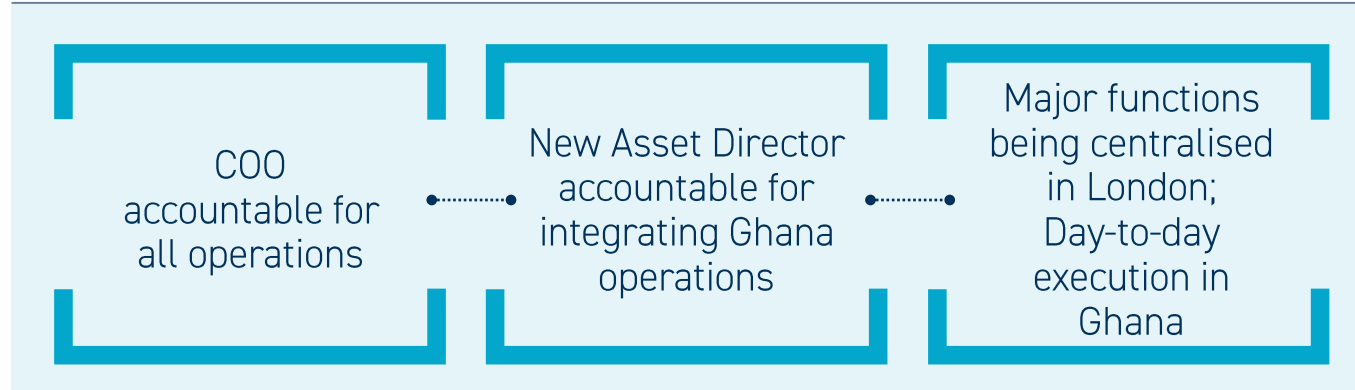 COO
accountable for
all operations
New Asset Director
accountable for
integrating Ghana
operations
Major functions
being centralised
in London;
Day-to-day
execution in
Ghana